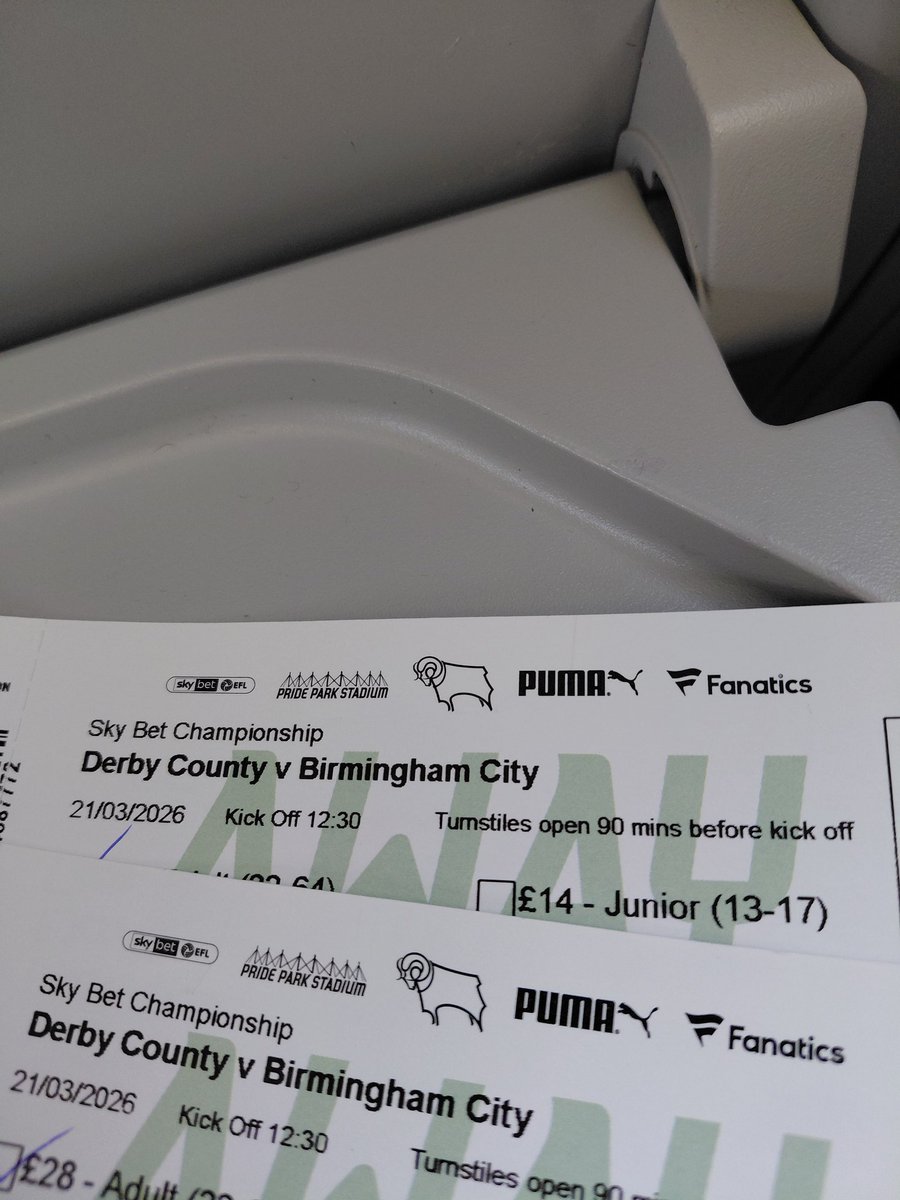 sky bet EFL PRIDE PARK STADIUM PUMA Fanatics
Sky Bet Championship
Derby County v Birmingham City
21/03/2026 Kick Off 12:30 Turnstiles open 90 mins before kick off
£14 - Junior (13-17)
AWAY
sky bet EFL PRIDE PARK STADIUM PUMA Fanatics
Sky Bet Championship
Derby County v Birmingham City
21/03/2026 Kick Off 12:30 Turnstiles open 90
£28 - Adult
AWAY